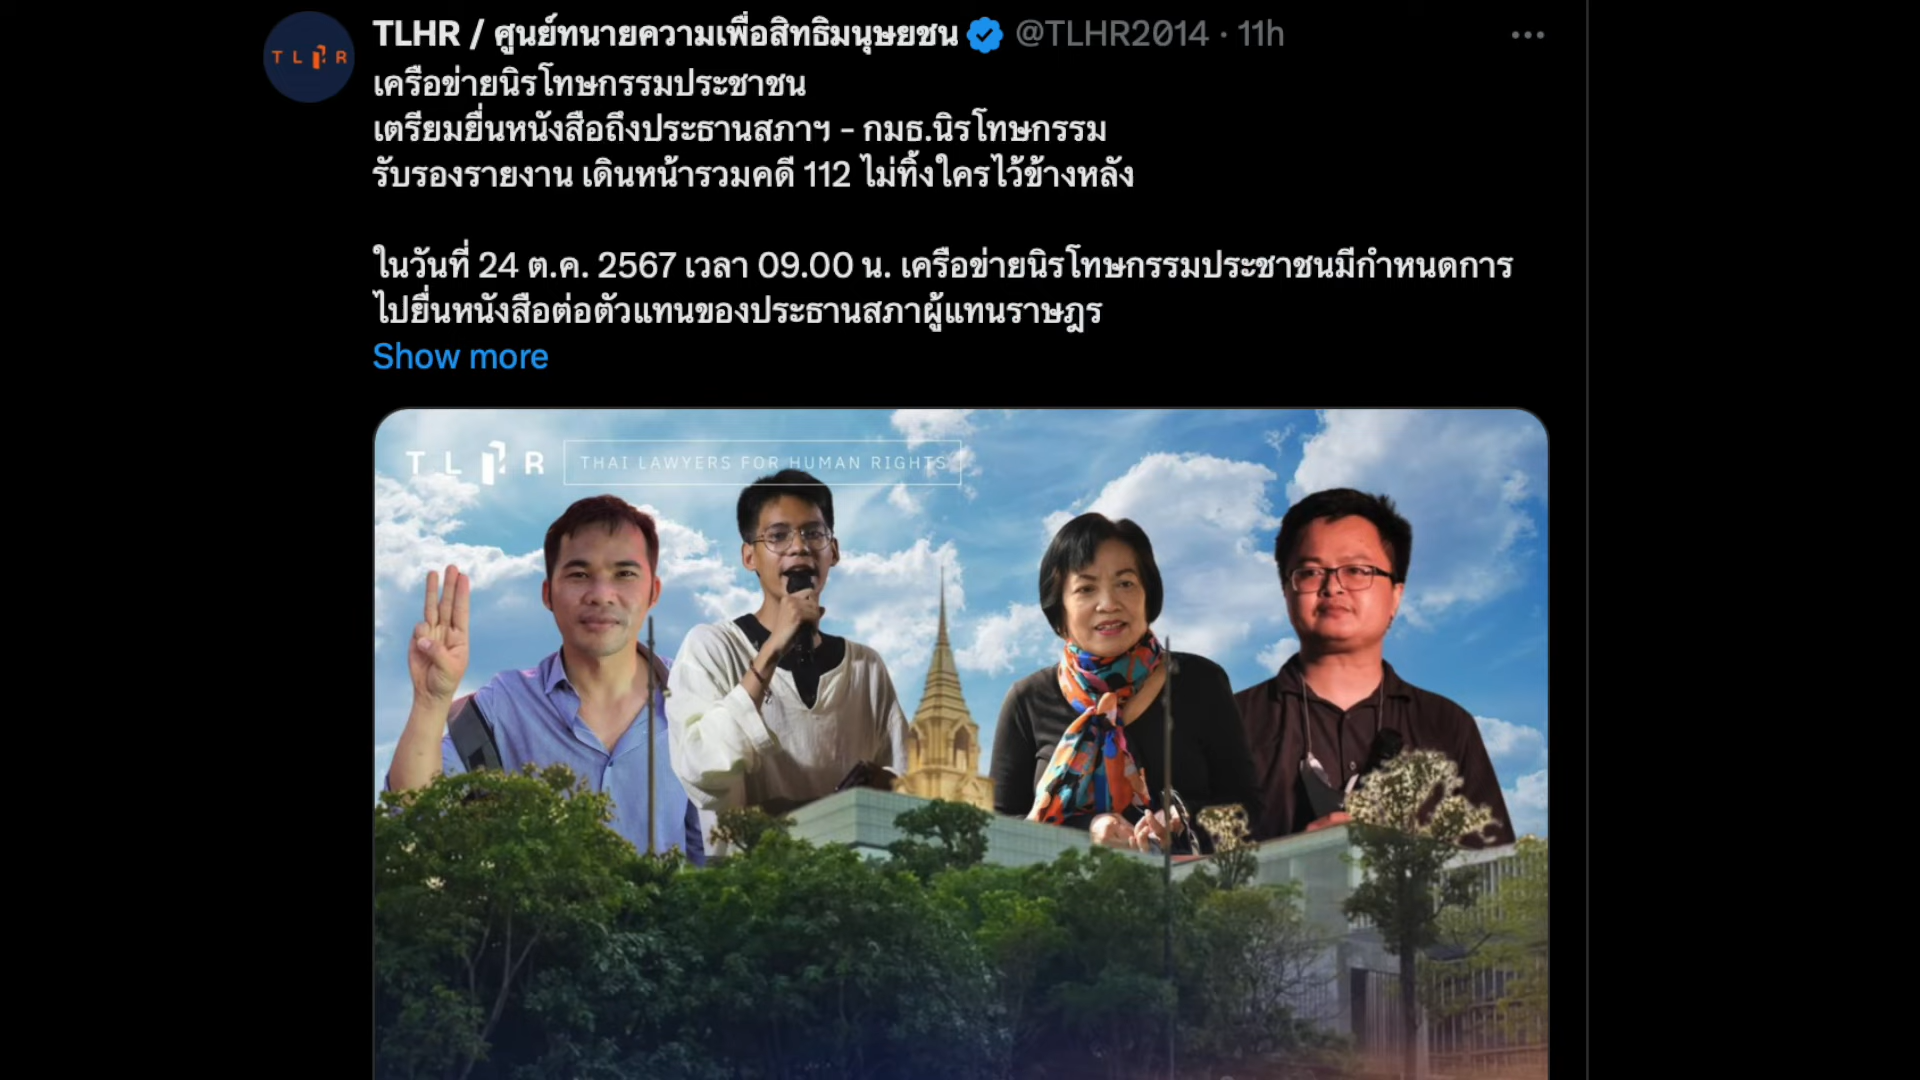 TLHR / ศูนย์ทนายความเพื่อสิทธิมนุษยชน @TLHR2014 · 11h
TLHR
เครือข่ายนิรโทษกรรมประชาชน
เตรียมยื่นหนังสือถึงประธานสภาฯ - กมธ.นิรโทษกรรม
รับรองรายงาน เดินหน้ารวมคดี 112 ไม่ทิ้งใครไว้ข้างหลัง
ในวันที่ 24 ต.ค. 2567 เวลา 09.00 น. เครือข่ายนิรโทษกรรมประชาชนมีกำหนดการ
ไปยื่นหนังสือต่อตัวแทนของประธานสภาผู้แทนราษฎร
Show more
TLHR THAI LAWYERS FOR HUMAN RIGHTS